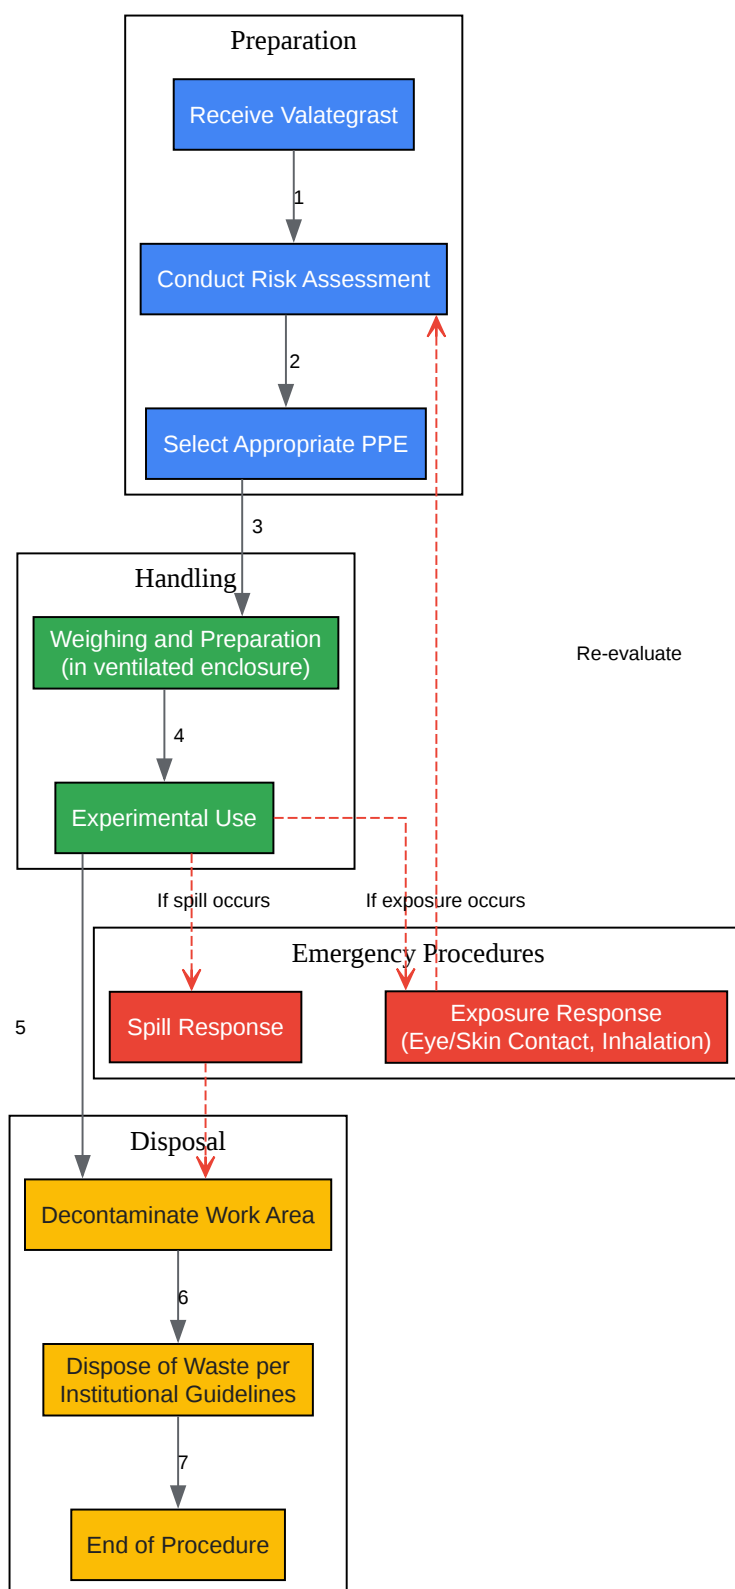 Preparation
Receive Valategrast
1
Conduct Risk Assessment
2
Select Appropriate PPE
3
Handling
Weighing and Preparation
(in ventilated enclosure)
Re-evaluate
4
Experimental Use
If spill occurs
If exposure occurs
Emergency Procedures
Spill Response
Exposure Response
(Eye/Skin Contact, Inhalation)
5
Disposal
Decontaminate Work Area
6
Dispose of Waste per
Institutional Guidelines
7
End of Procedure